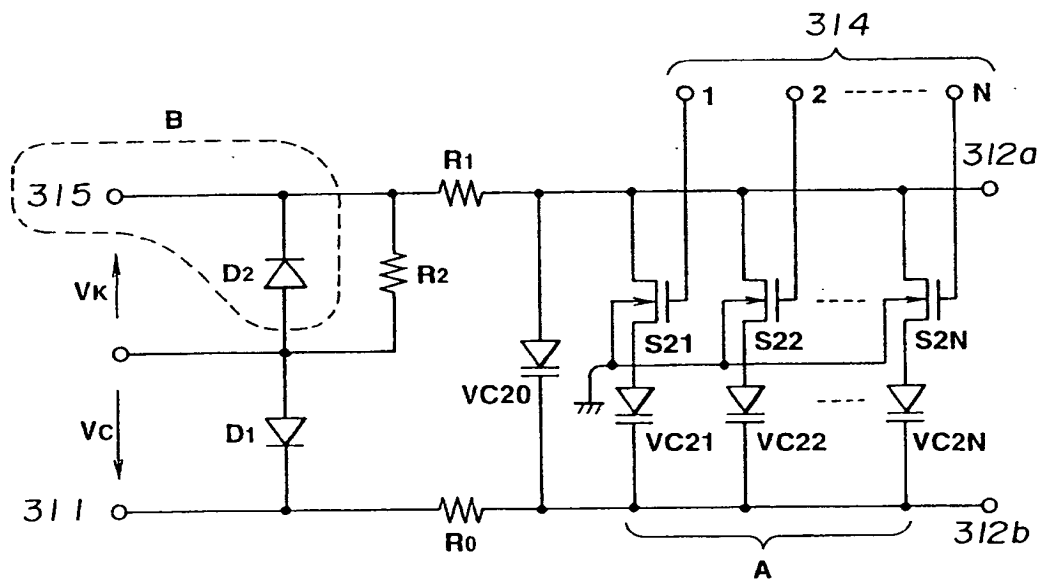 314
1 2 N
B
312a
315
R1
D2
R2
VK
S21 S22 S2N
VC20
VC
D1
VC21 VC22 VC2N
311
R0
312b
A